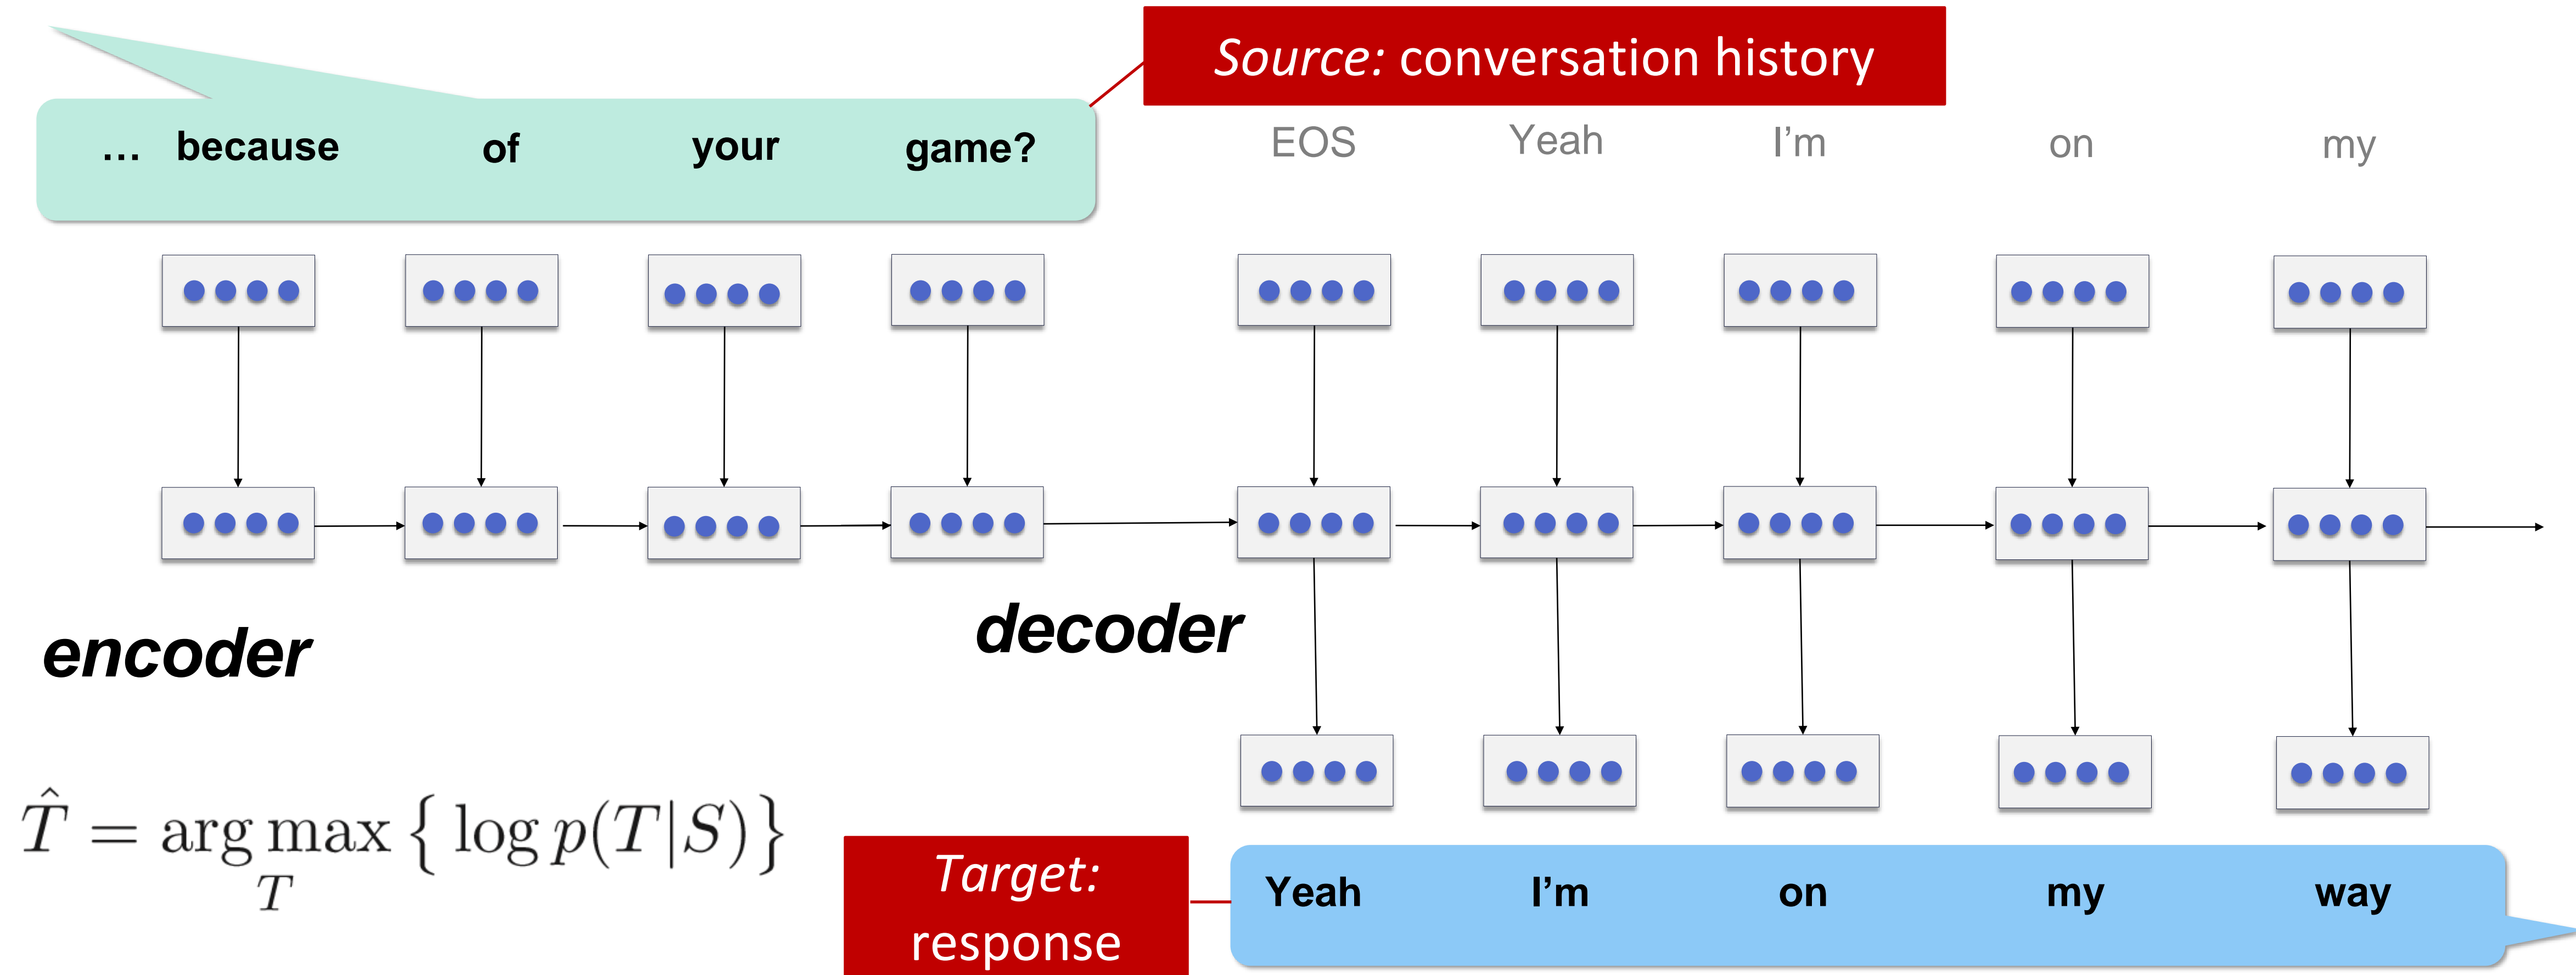 Source: conversation history
… because of your game?
EOS Yeah I’m on my
encoder
decoder
T̂ = arg max { log p(T|S) }
T
Target:
response
Yeah I’m on my way